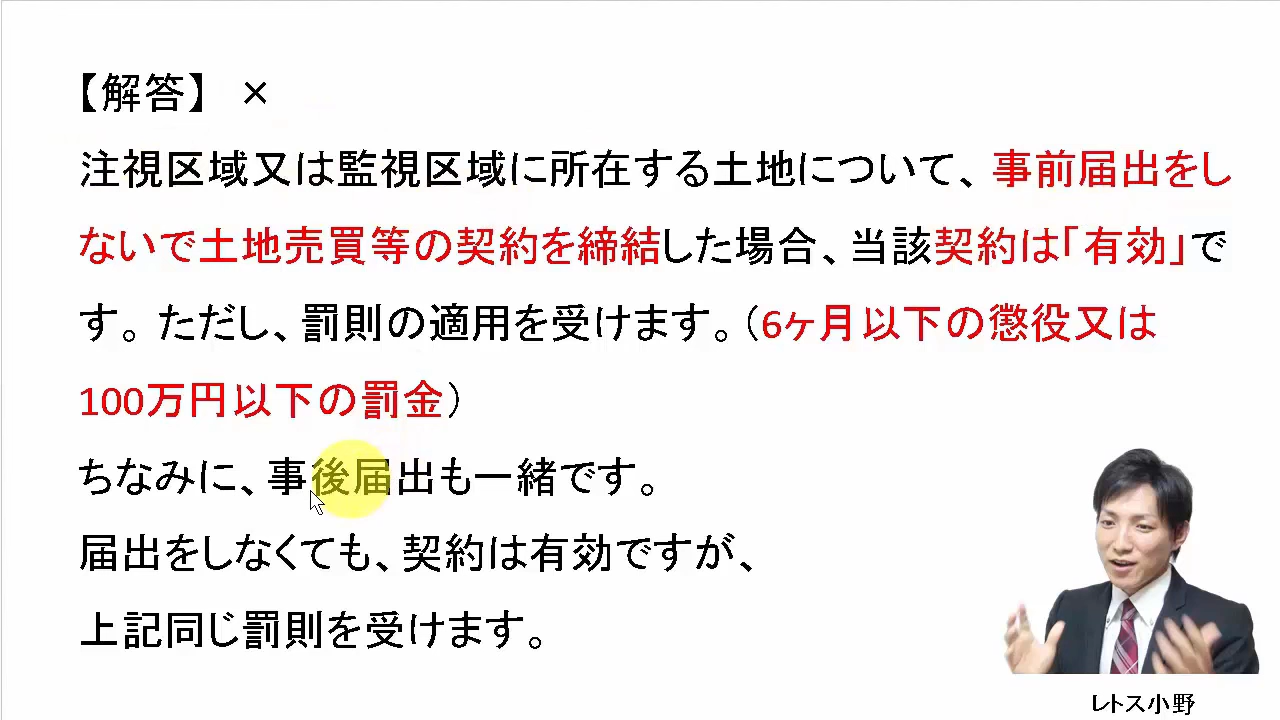 【解答】 ×
注視区域又は監視区域に所在する土地について、事前届出をし
ないで土地売買等の契約を締結した場合、当該契約は「有効」で
す。ただし、罰則の適用を受けます。(6ヶ月以下の懲役又は
100万円以下の罰金)
ちなみに、事後届出も一緒です。
届出をしなくても、契約は有効ですが、
上記同じ罰則を受けます。
レトス小野